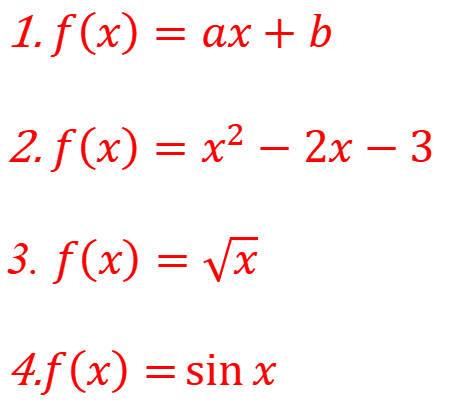 1. f(x) = ax + b
2. f(x) = x² − 2x − 3
3. f(x) = √x
4. f(x) = sin x